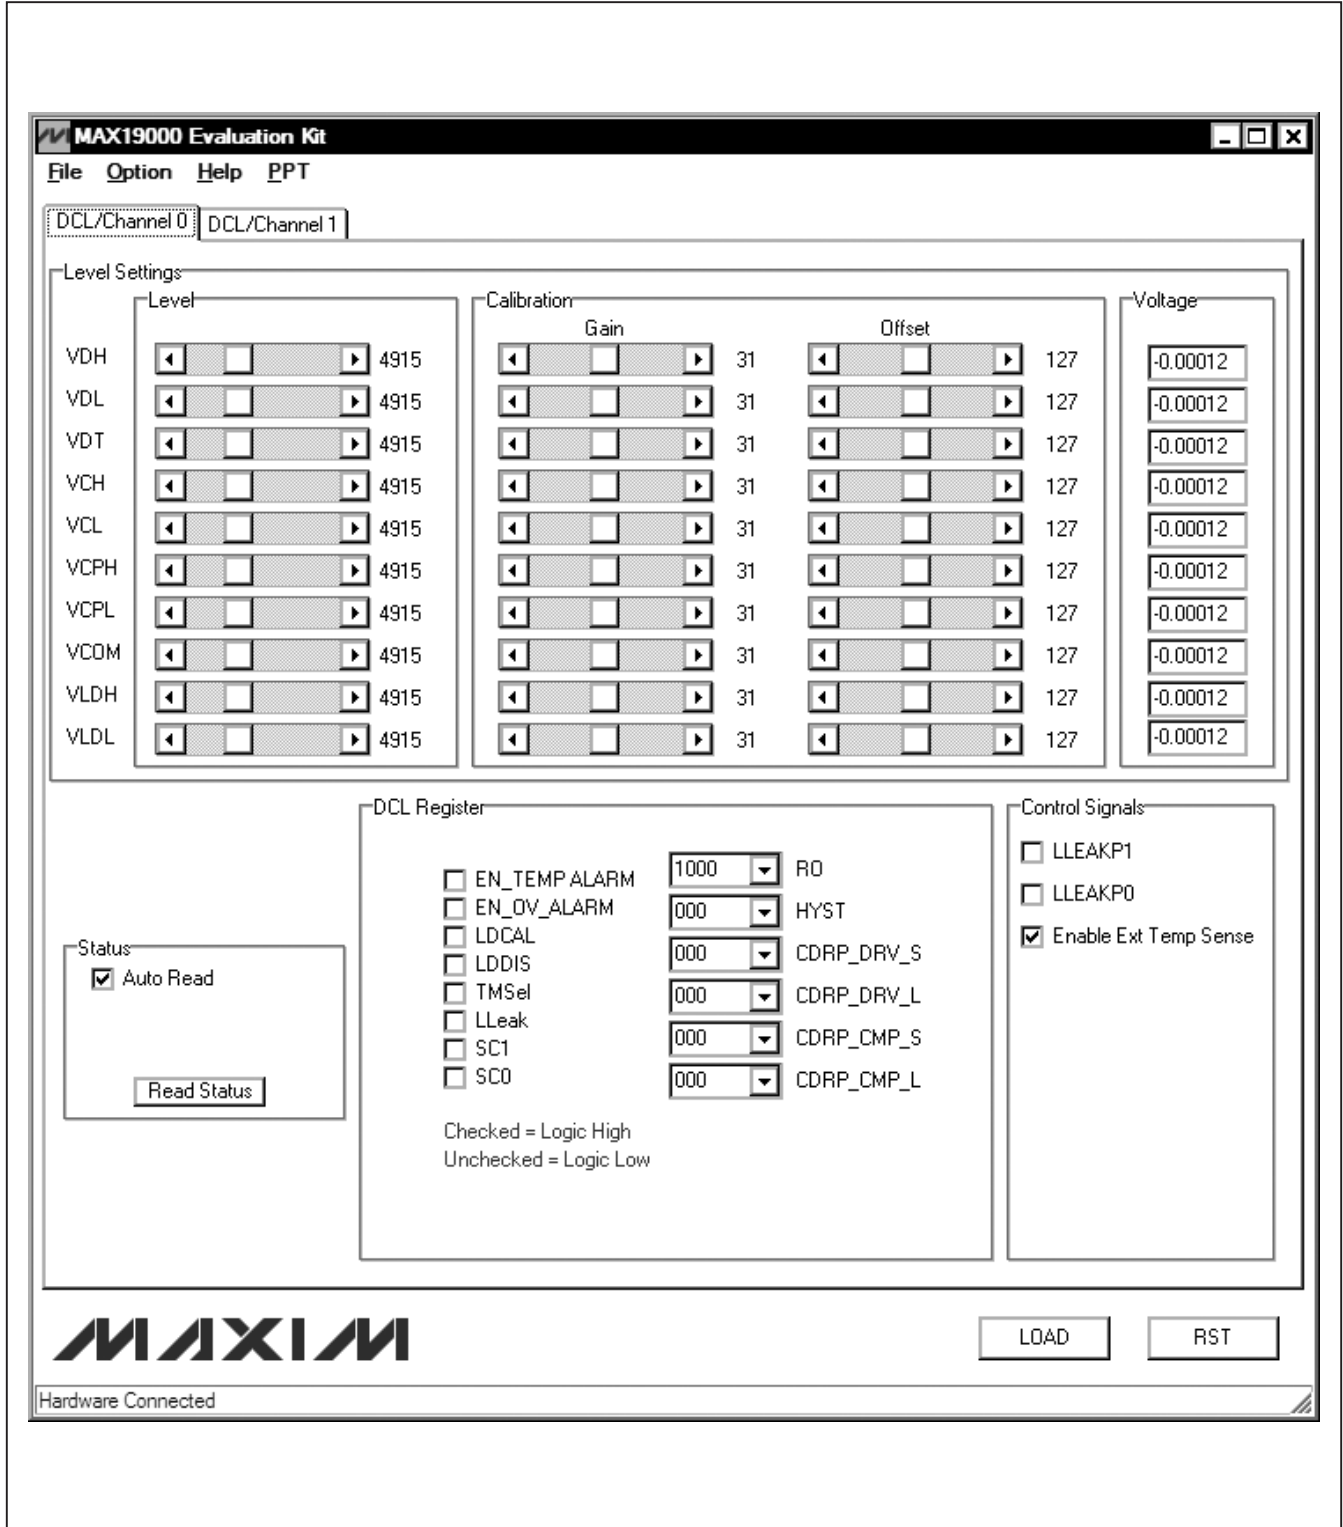 MAX19000 Evaluation Kit
File Option Help PPT
DCL/Channel 0 DCL/Channel 1
Level Settings
Level Calibration Voltage
Gain Offset
VDH 4915 31 127 -0.00012
VDL 4915 31 127 -0.00012
VDT 4915 31 127 -0.00012
VCH 4915 31 127 -0.00012
VCL 4915 31 127 -0.00012
VCPH 4915 31 127 -0.00012
VCPL 4915 31 127 -0.00012
VCOM 4915 31 127 -0.00012
VLDH 4915 31 127 -0.00012
VLDL 4915 31 127 -0.00012
Status
Auto Read
Read Status
DCL Register
EN_TEMP ALARM
EN_OV_ALARM
LDCAL
LDDIS
TMSel
LLeak
SC1
SC0
1000 RO
000 HYST
000 CDRP_DRV_S
000 CDRP_DRV_L
000 CDRP_CMP_S
000 CDRP_CMP_L
Checked = Logic High
Unchecked = Logic Low
Control Signals
LLEAKP1
LLEAKP0
Enable Ext Temp Sense
MAXIM
LOAD RST
Hardware Connected